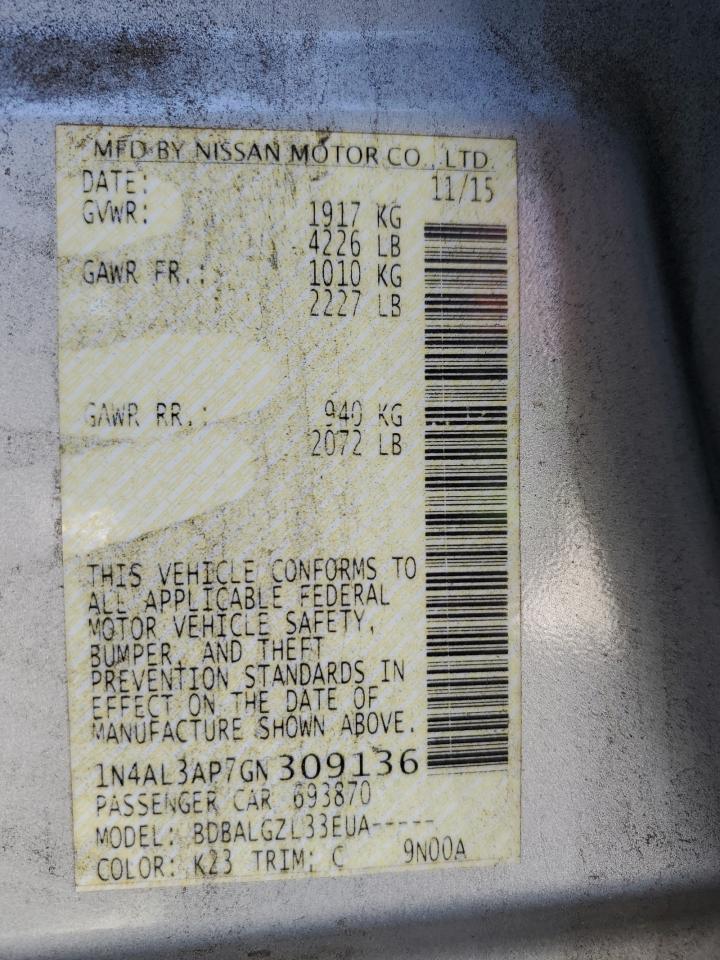 MFD BY NISSAN MOTOR CO., LTD.
DATE: 11/15
GVWR: 1917 KG
4226 LB
GAWR FR.: 1010 KG
2227 LB
GAWR RR.: 940 KG
2072 LB
THIS VEHICLE CONFORMS TO
ALL APPLICABLE FEDERAL
MOTOR VEHICLE SAFETY,
BUMPER, AND THEFT
PREVENTION STANDARDS IN
EFFECT ON THE DATE OF
MANUFACTURE SHOWN ABOVE.
1N4AL3AP7GN309136
PASSENGER CAR 693870
MODEL: BDBALGZL33EUA-----
COLOR: K23 TRIM: C 9N00A